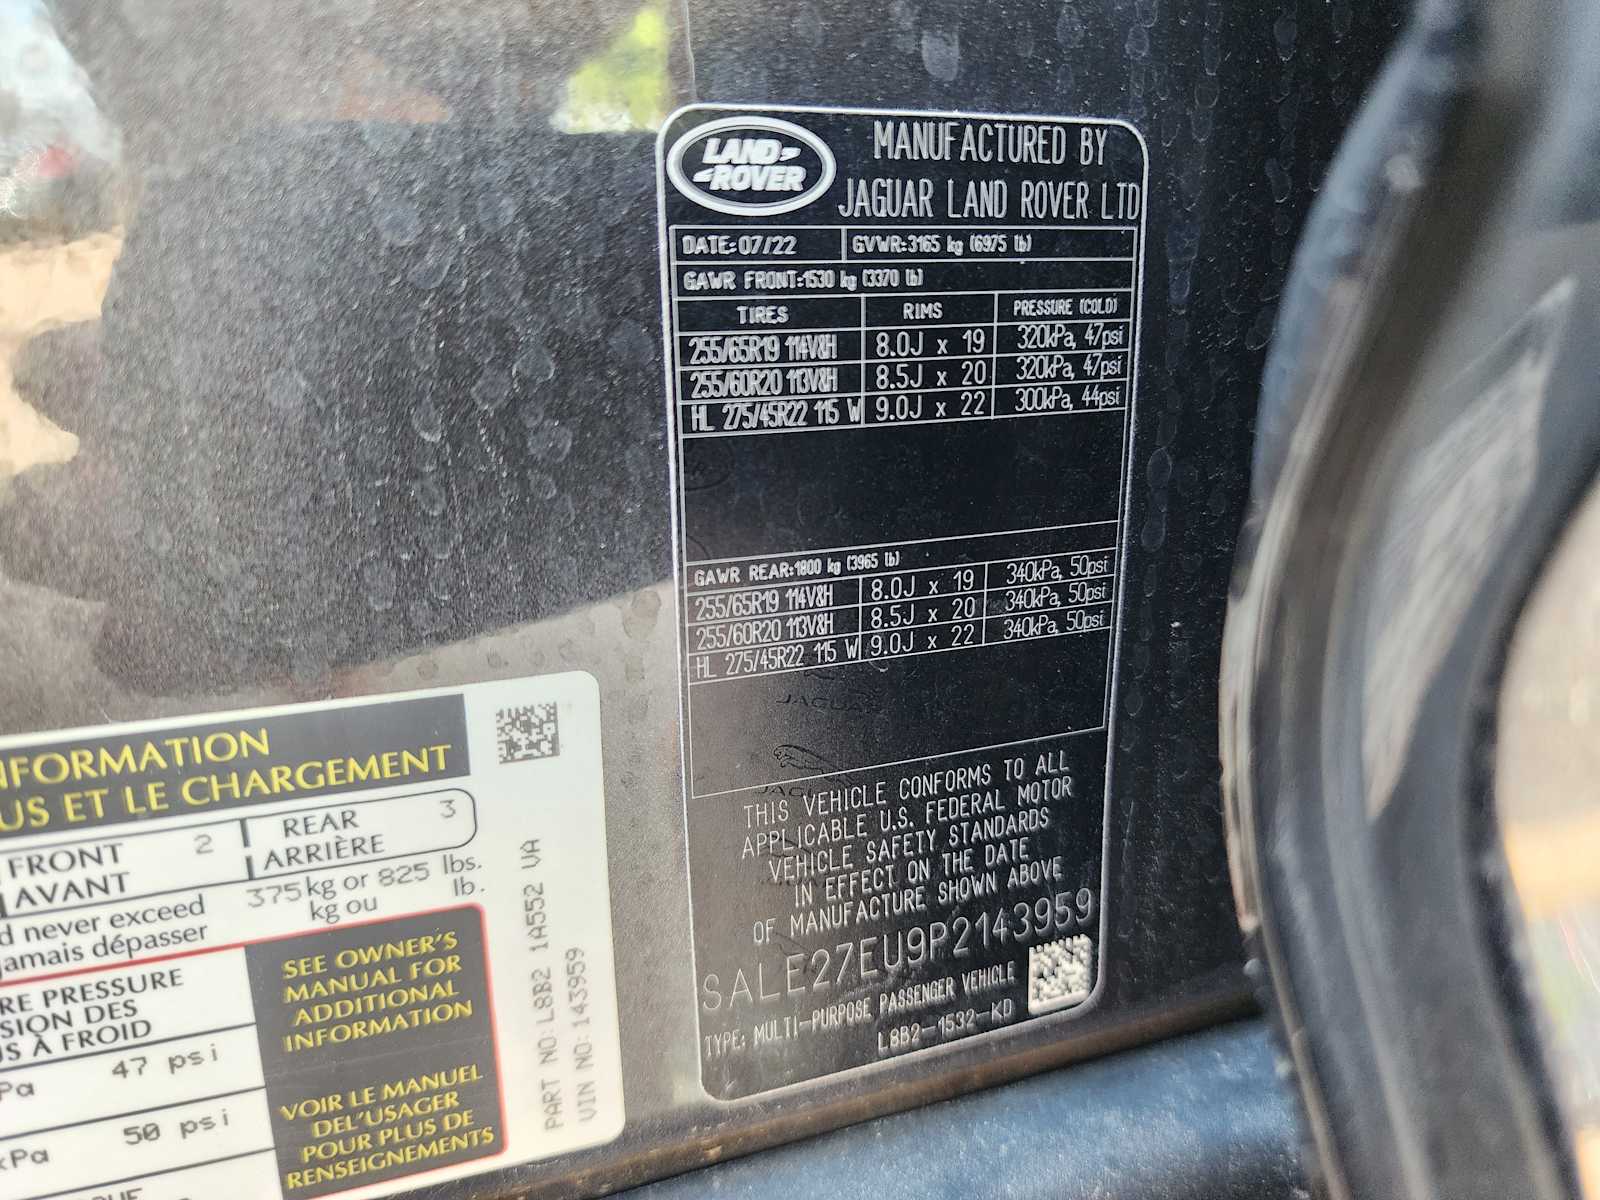 LAND ROVER
MANUFACTURED BY
JAGUAR LAND ROVER LTD
DATE:07/22 GVWR:3165 kg (6975 lb)
GAWR FRONT:1530 kg (3370 lb)
TIRES RIMS PRESSURE (COLD)
255/65R19 114V&H 8.0J x 19 320kPa, 47psi
255/60R20 113V&H 8.5J x 20 320kPa, 47psi
HL 275/45R22 115 W 9.0J x 22 300kPa, 44psi
GAWR REAR:1800 kg (3965 lb)
255/65R19 114V&H 8.0J x 19 340kPa, 50psi
255/60R20 113V&H 8.5J x 20 340kPa, 50psi
HL 275/45R22 115 W 9.0J x 22 340kPa, 50psi
THIS VEHICLE CONFORMS TO ALL
APPLICABLE U.S. FEDERAL MOTOR
VEHICLE SAFETY STANDARDS
IN EFFECT ON THE DATE
OF MANUFACTURE SHOWN ABOVE
SALE27EU9P2143959
TYPE: MULTI-PURPOSE PASSENGER VEHICLE
L8B2-1532-KD
NFORMATION
US ET LE CHARGEMENT
FRONT 2 REAR 3
AVANT ARRIÈRE
d never exceed 375 kg or 825 lbs.
jamais dépasser kg ou lb.
RE PRESSURE
SION DES
S À FROID
Pa 47 psi
kPa 50 psi
SEE OWNER'S
MANUAL FOR
ADDITIONAL
INFORMATION
VOIR LE MANUEL
DEL'USAGER
POUR PLUS DE
RENSEIGNEMENTS
PART NO:L8B2 1A552 VA
VIN NO:143959